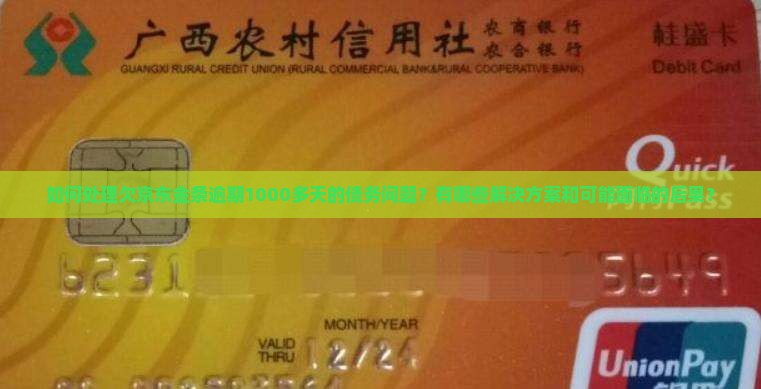 广西农村信用社 农商银行
农合银行
桂盛卡
GUANGXI RURAL CREDIT UNION (RURAL COMMERCIAL BANK&RURAL COOPERATIVE BANK)
Debit Card
Quick
如何处理欠京东金条逾期1000多天的债务问题？有哪些解决方案和可能面临的后果？
Pass
6231 5649
MONTH/YEAR
VALID
THRU 12/24
UnionPay